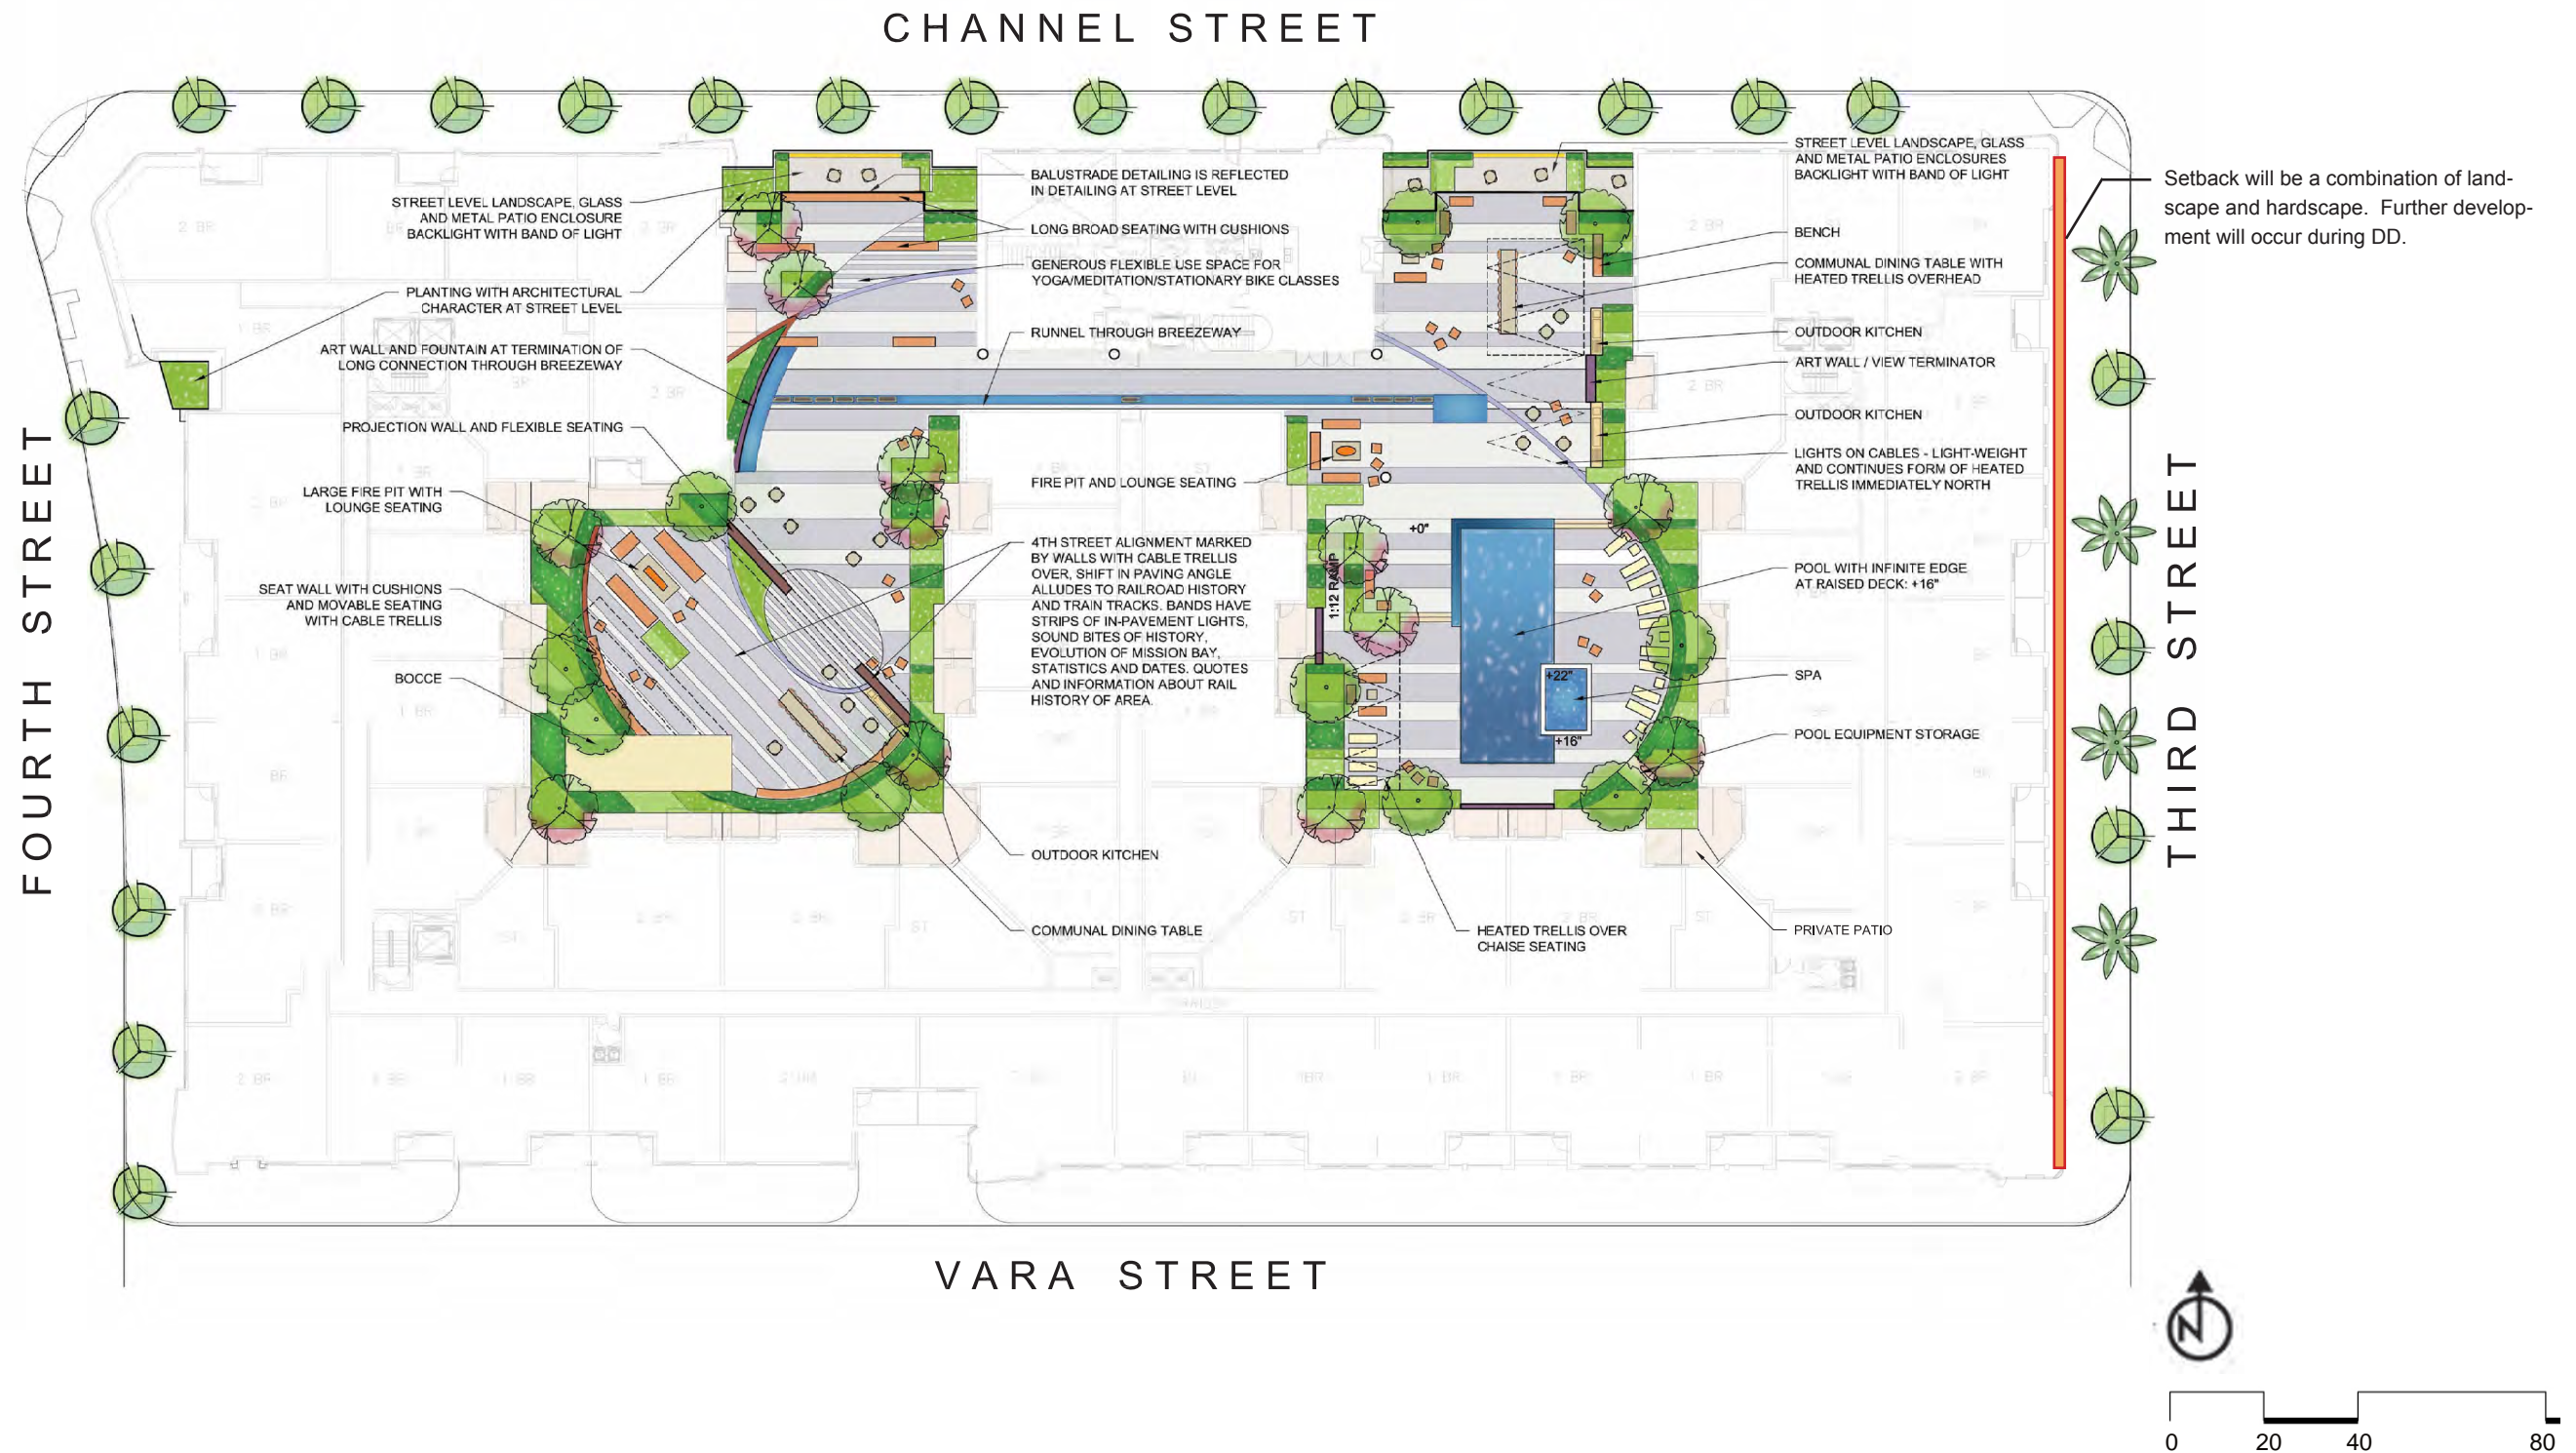 CHANNEL STREET
STREET LEVEL LANDSCAPE, GLASS
AND METAL PATIO ENCLOSURE
BACKLIGHT WITH BAND OF LIGHT
PLANTING WITH ARCHITECTURAL
CHARACTER AT STREET LEVEL
ART WALL AND FOUNTAIN AT TERMINATION OF
LONG CONNECTION THROUGH BREEZEWAY
PROJECTION WALL AND FLEXIBLE SEATING
LARGE FIRE PIT WITH
LOUNGE SEATING
SEAT WALL WITH CUSHIONS
AND MOVABLE SEATING
WITH CABLE TRELLIS
BOCCE
BALUSTRADE DETAILING IS REFLECTED
IN DETAILING AT STREET LEVEL
LONG BROAD SEATING WITH CUSHIONS
GENEROUS FLEXIBLE USE SPACE FOR
YOGA/MEDITATION/STATIONARY BIKE CLASSES
RUNNEL THROUGH BREEZEWAY
FIRE PIT AND LOUNGE SEATING
4TH STREET ALIGNMENT MARKED
BY WALLS WITH CABLE TRELLIS
OVER, SHIFT IN PAVING ANGLE
ALLUDES TO RAILROAD HISTORY
AND TRAIN TRACKS. BANDS HAVE
STRIPS OF IN-PAVEMENT LIGHTS,
SOUND BITES OF HISTORY,
EVOLUTION OF MISSION BAY,
STATISTICS AND DATES. QUOTES
AND INFORMATION ABOUT RAIL
HISTORY OF AREA.
OUTDOOR KITCHEN
COMMUNAL DINING TABLE
STREET LEVEL LANDSCAPE, GLASS
AND METAL PATIO ENCLOSURES
BACKLIGHT WITH BAND OF LIGHT
BENCH
COMMUNAL DINING TABLE WITH
HEATED TRELLIS OVERHEAD
OUTDOOR KITCHEN
ART WALL / VIEW TERMINATOR
OUTDOOR KITCHEN
LIGHTS ON CABLES - LIGHT-WEIGHT
AND CONTINUES FORM OF HEATED
TRELLIS IMMEDIATELY NORTH
POOL WITH INFINITE EDGE
AT RAISED DECK: +16"
SPA
POOL EQUIPMENT STORAGE
PRIVATE PATIO
HEATED TRELLIS OVER
CHAISE SEATING
+0"
1:12 RAMP
+22"
+16"
Setback will be a combination of land-
scape and hardscape. Further develop-
ment will occur during DD.
FOURTH STREET
THIRD STREET
VARA STREET
N
0 20 40 80